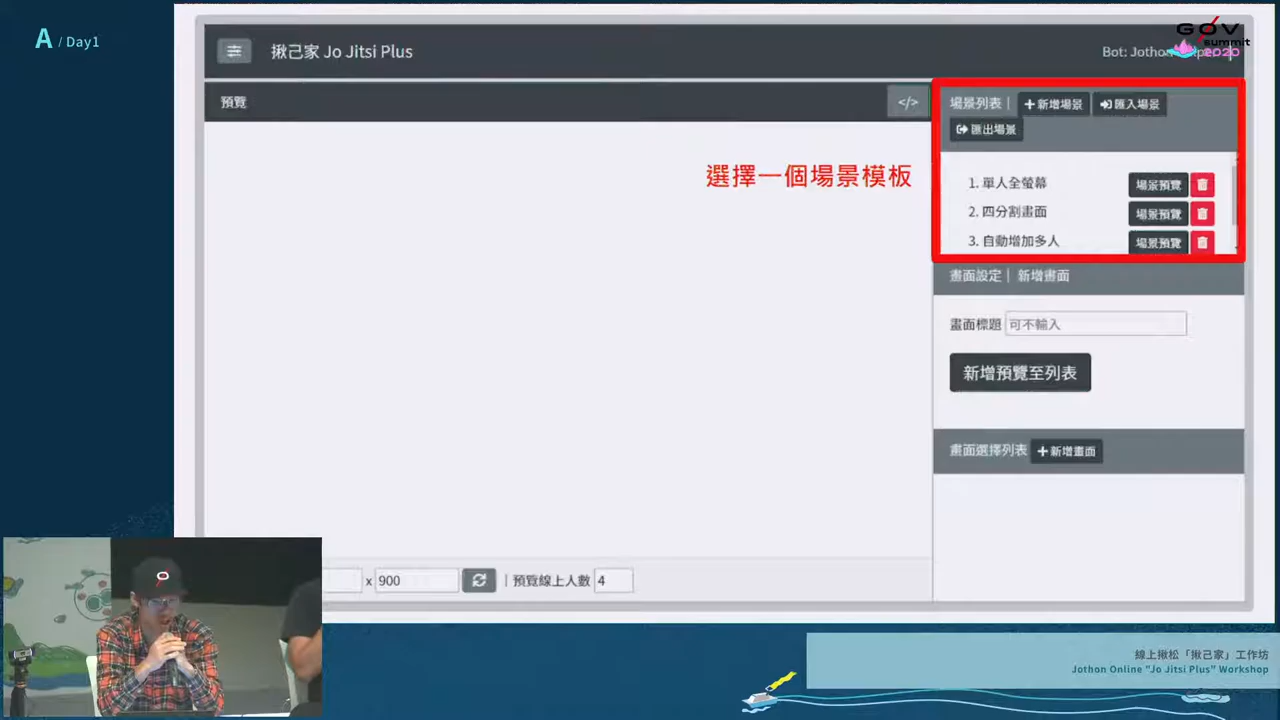 A / Day1
GØV
summit
2020
揪己家 Jo Jitsi Plus
Bot: Jothon
預覽
</>
場景列表 | +新增場景 匯入場景
匯出場景
選擇一個場景模板
1. 單人全螢幕 場景預覽
2. 四分割畫面 場景預覽
3. 自動增加多人 場景預覽
畫面設定 | 新增畫面
畫面標題 可不輸入
新增預覽至列表
畫面選擇列表 +新增畫面
x 900 | 預覽線上人數 4
線上揪松「揪己家」工作坊
Jothon Online "Jo Jitsi Plus" Workshop